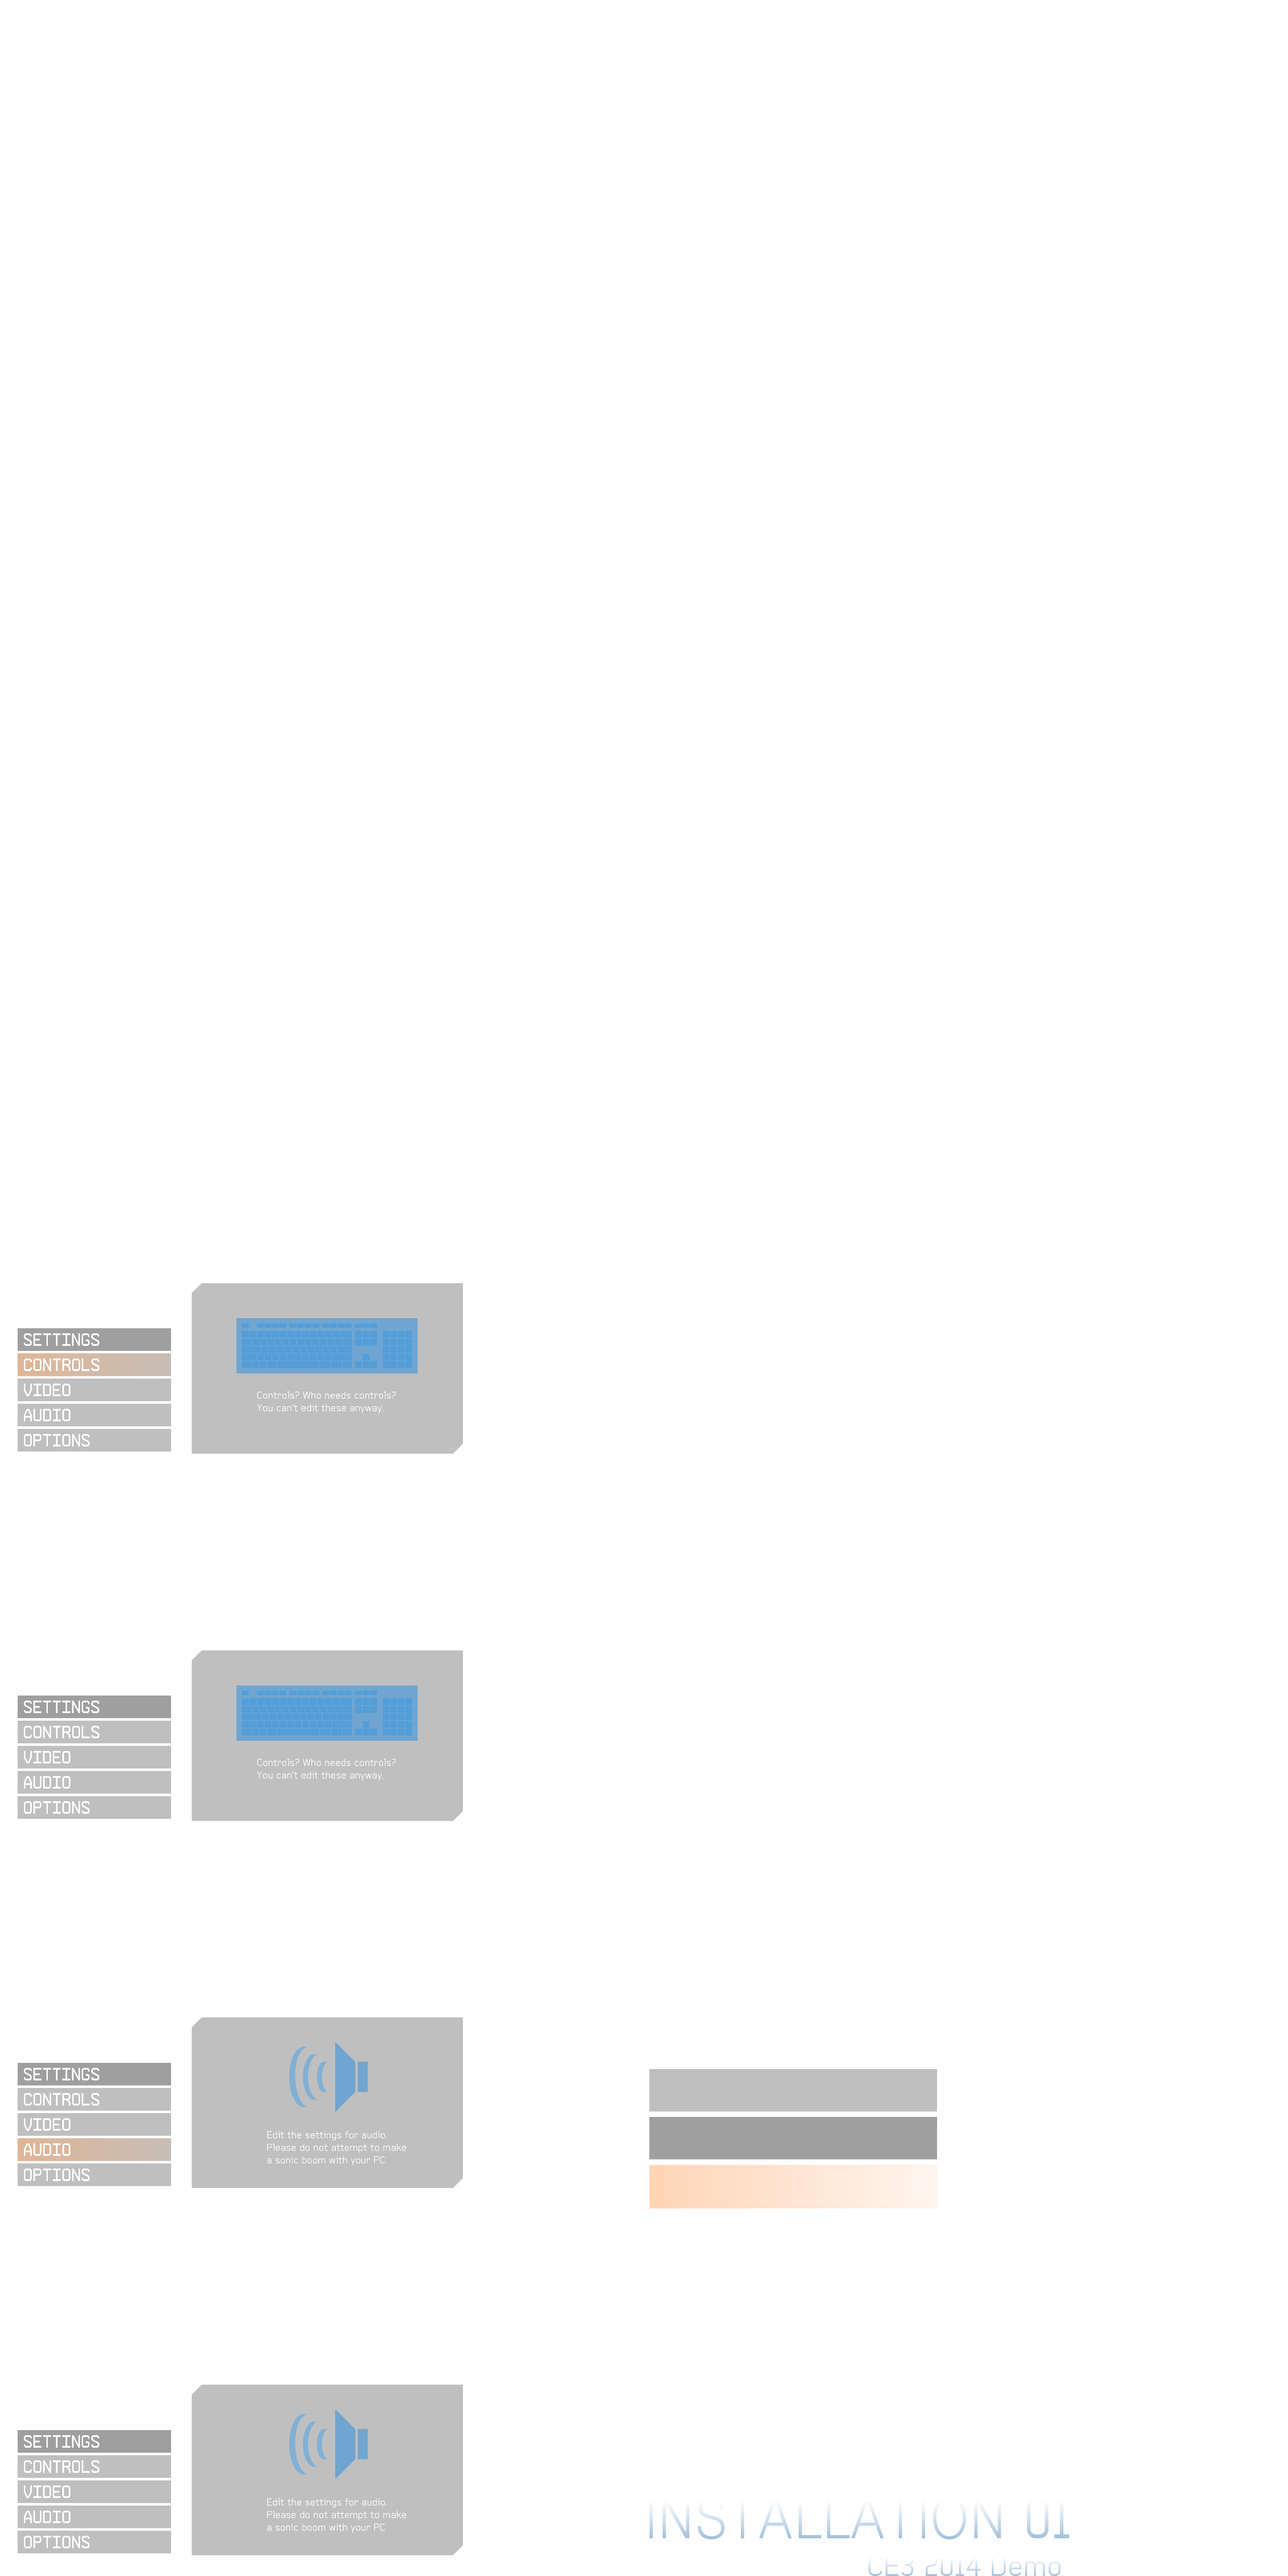 SETTINGS
CONTROLS
VIDEO
AUDIO
OPTIONS
Controls? Who needs controls?
You can't edit these anyway.
SETTINGS
CONTROLS
VIDEO
AUDIO
OPTIONS
Controls? Who needs controls?
You can't edit these anyway.
SETTINGS
CONTROLS
VIDEO
AUDIO
OPTIONS
Edit the settings for audio.
Please do not attempt to make
a sonic boom with your PC
SETTINGS
CONTROLS
VIDEO
AUDIO
OPTIONS
Edit the settings for audio.
Please do not attempt to make
a sonic boom with your PC
INSTALLATION UI
CE3 2014 Demo